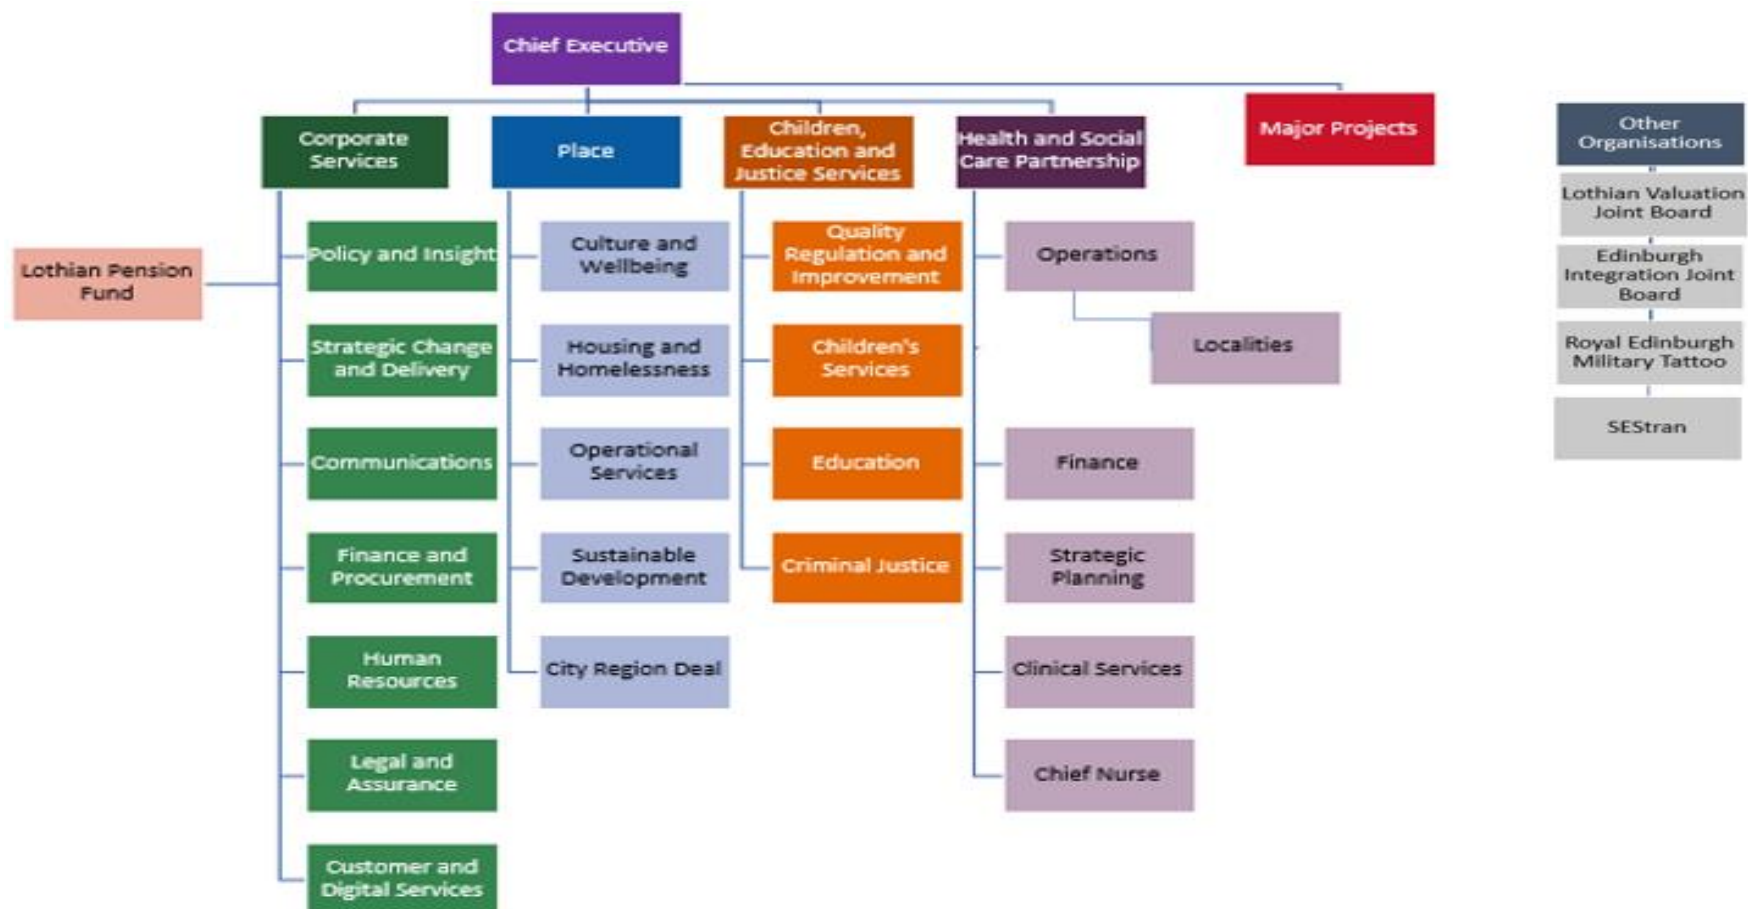 Chief Executive
Corporate
Services
Place
Children,
Education and
Justice Services
Health and Social
Care Partnership
Major Projects
Other
Organisations
Lothian Pension
Fund
Policy and Insight
Strategic Change
and Delivery
Communications
Finance and
Procurement
Human
Resources
Legal and
Assurance
Customer and
Digital Services
Culture and
Wellbeing
Housing and
Homelessness
Operational
Services
Sustainable
Development
City Region Deal
Quality
Regulation and
Improvement
Children's
Services
Education
Criminal Justice
Operations
Localities
Finance
Strategic
Planning
Clinical Services
Chief Nurse
Lothian Valuation
Joint Board
Edinburgh
Integration Joint
Board
Royal Edinburgh
Military Tattoo
SEStran